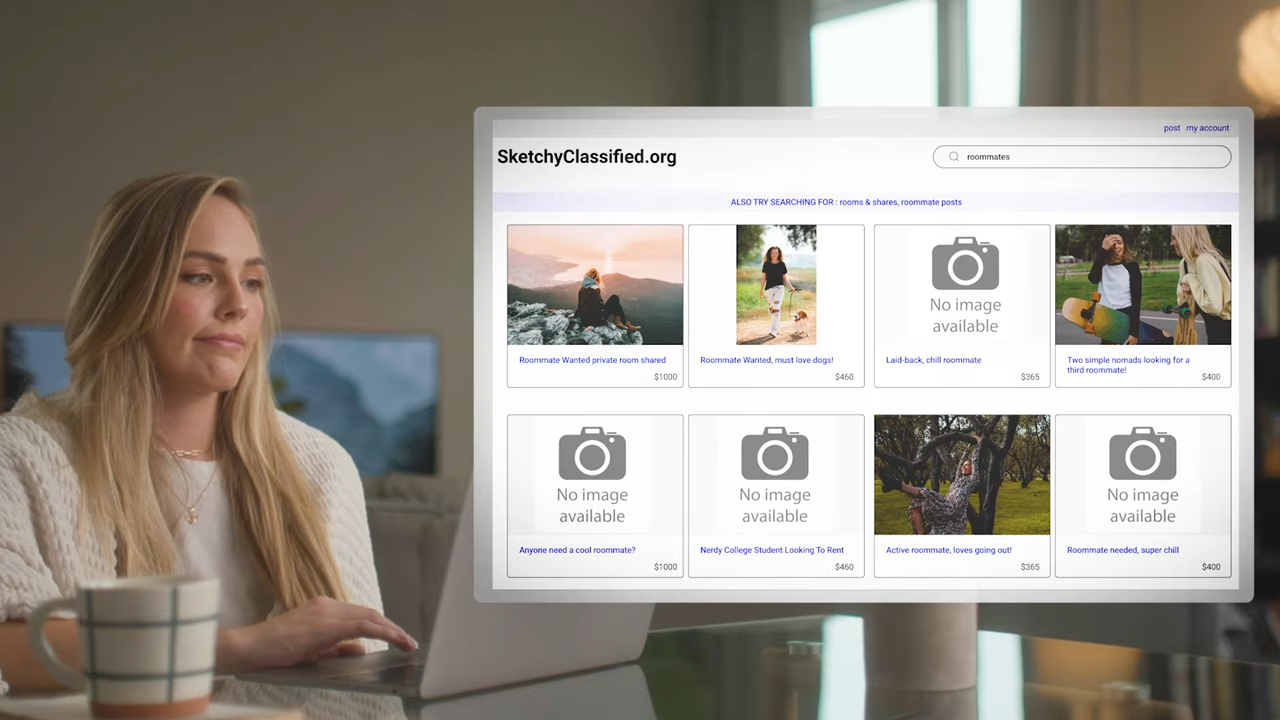 post my account
SketchyClassified.org
roommates
ALSO TRY SEARCHING FOR : rooms & shares, roommate posts
Roommate Wanted private room shared
$1000
Roommate Wanted, must love dogs!
$460
No image
available
Laid-back, chill roommate
$365
Two simple nomads looking for a
third roommate!
$400
No image
available
Anyone need a cool roommate?
$1000
No image
available
Nerdy College Student Looking To Rent
$460
Active roommate, loves going out!
$365
No image
available
Roommate needed, super chill
$400